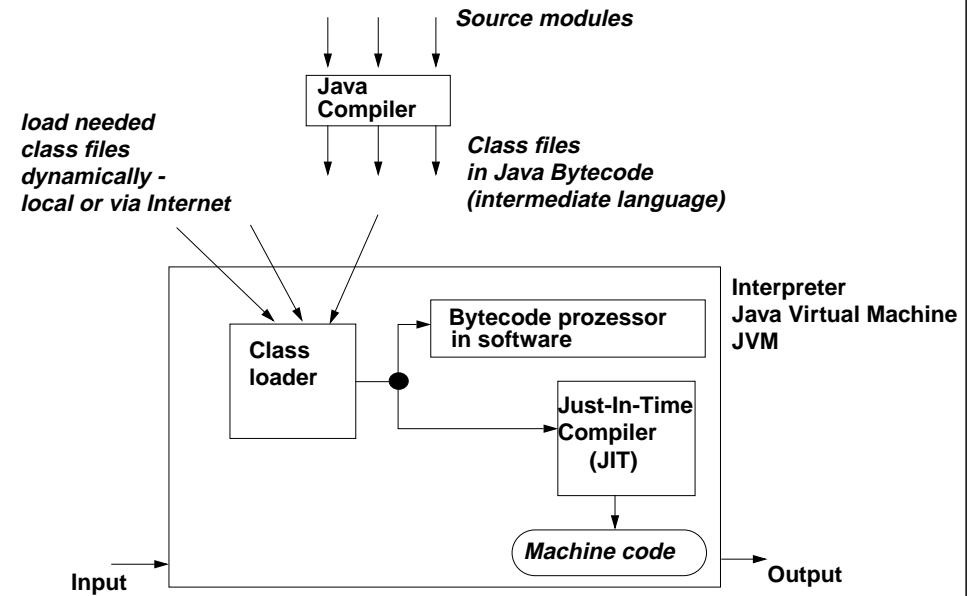 Source modules
Java
Compiler
load needed
class files
dynamically -
local or via Internet
Class files
in Java Bytecode
(intermediate language)
Interpreter
Java Virtual Machine
JVM
Bytecode prozessor
in software
Class
loader
Just-In-Time
Compiler
(JIT)
Machine code
Input
Output